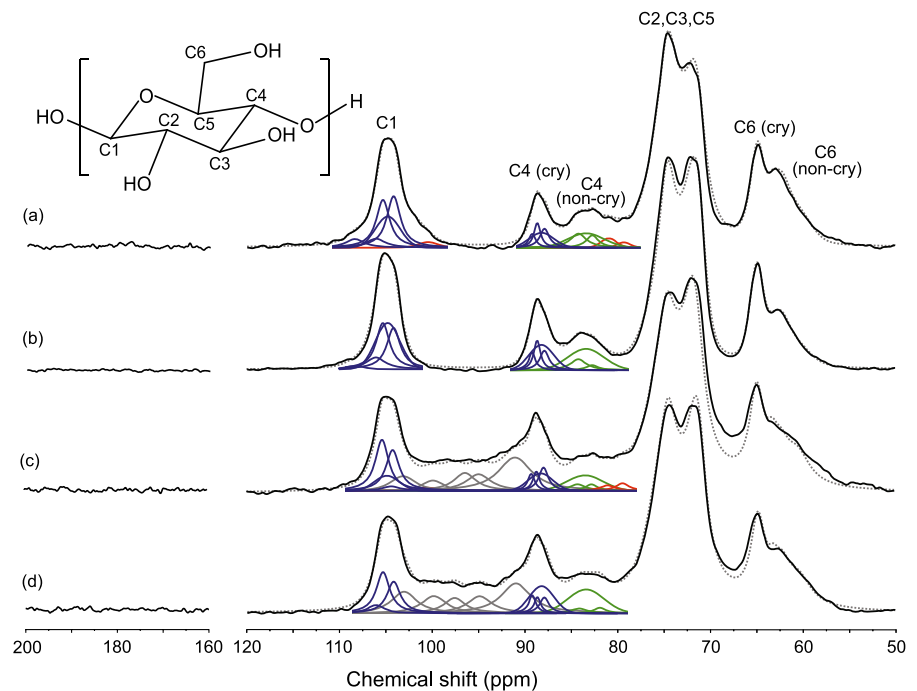 C2,C3,C5
C6
OH
C4
H
O
C5
HO
C2
OH
O
C1
C3
HO
C1
C4 (cry)
C4
(non-cry)
C6 (cry)
C6
(non-cry)
(a)
(b)
(c)
(d)
200 180 160 120 110 100 90 80 70 60 50
Chemical shift (ppm)